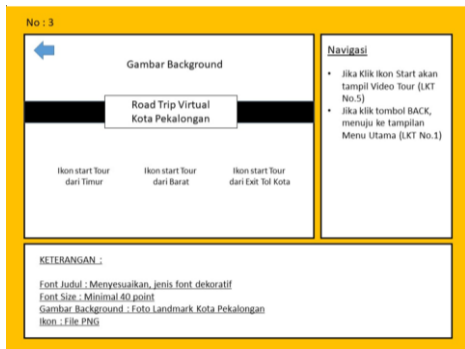 No : 3
Gambar Background
Road Trip Virtual
Kota Pekalongan
Ikon start Tour
dari Timur
Ikon start Tour
dari Barat
Ikon start Tour
dari Exit Tol Kota
Navigasi
• Jika Klik Ikon Start akan
tampil Video Tour (LKT
No.5)
• Jika klik tombol BACK,
menuju ke tampilan
Menu Utama (LKT No.1)
KETERANGAN :
Font Judul : Menyesuaikan, jenis font dekoratif
Font Size : Minimal 40 point
Gambar Background : Foto Landmark Kota Pekalongan
Ikon : File PNG